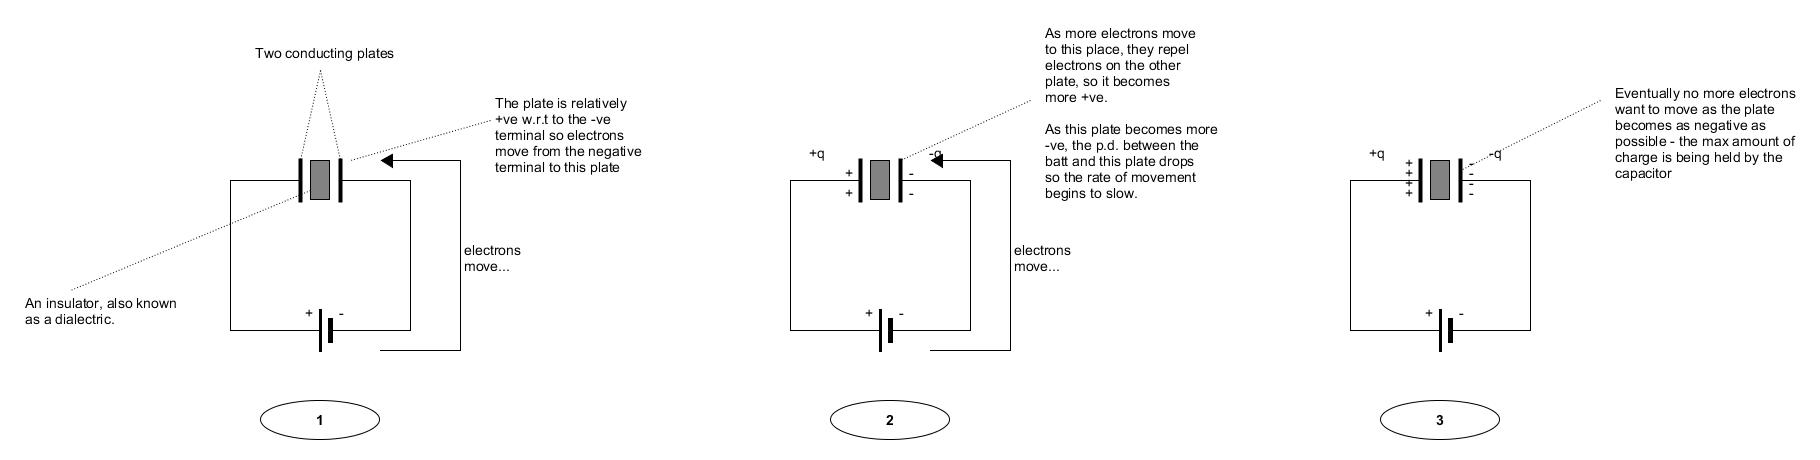 Two conducting plates
The plate is relatively
+ve w.r.t to the -ve
terminal so electrons
move from the negative
terminal to this plate
An insulator, also known
as a dialectric.
electrons
move...
+ -
1
As more electrons move
to this place, they repel
electrons on the other
plate, so it becomes
more +ve.
As this plate becomes more
-ve, the p.d. between the
batt and this plate drops
so the rate of movement
begins to slow.
+q -q
+ -
+ -
electrons
move...
+ -
2
Eventually no more electrons
want to move as the plate
becomes as negative as
possible - the max amount of
charge is being held by the
capacitor
+q -q
+ -
+ -
+ -
+ -
+ -
3